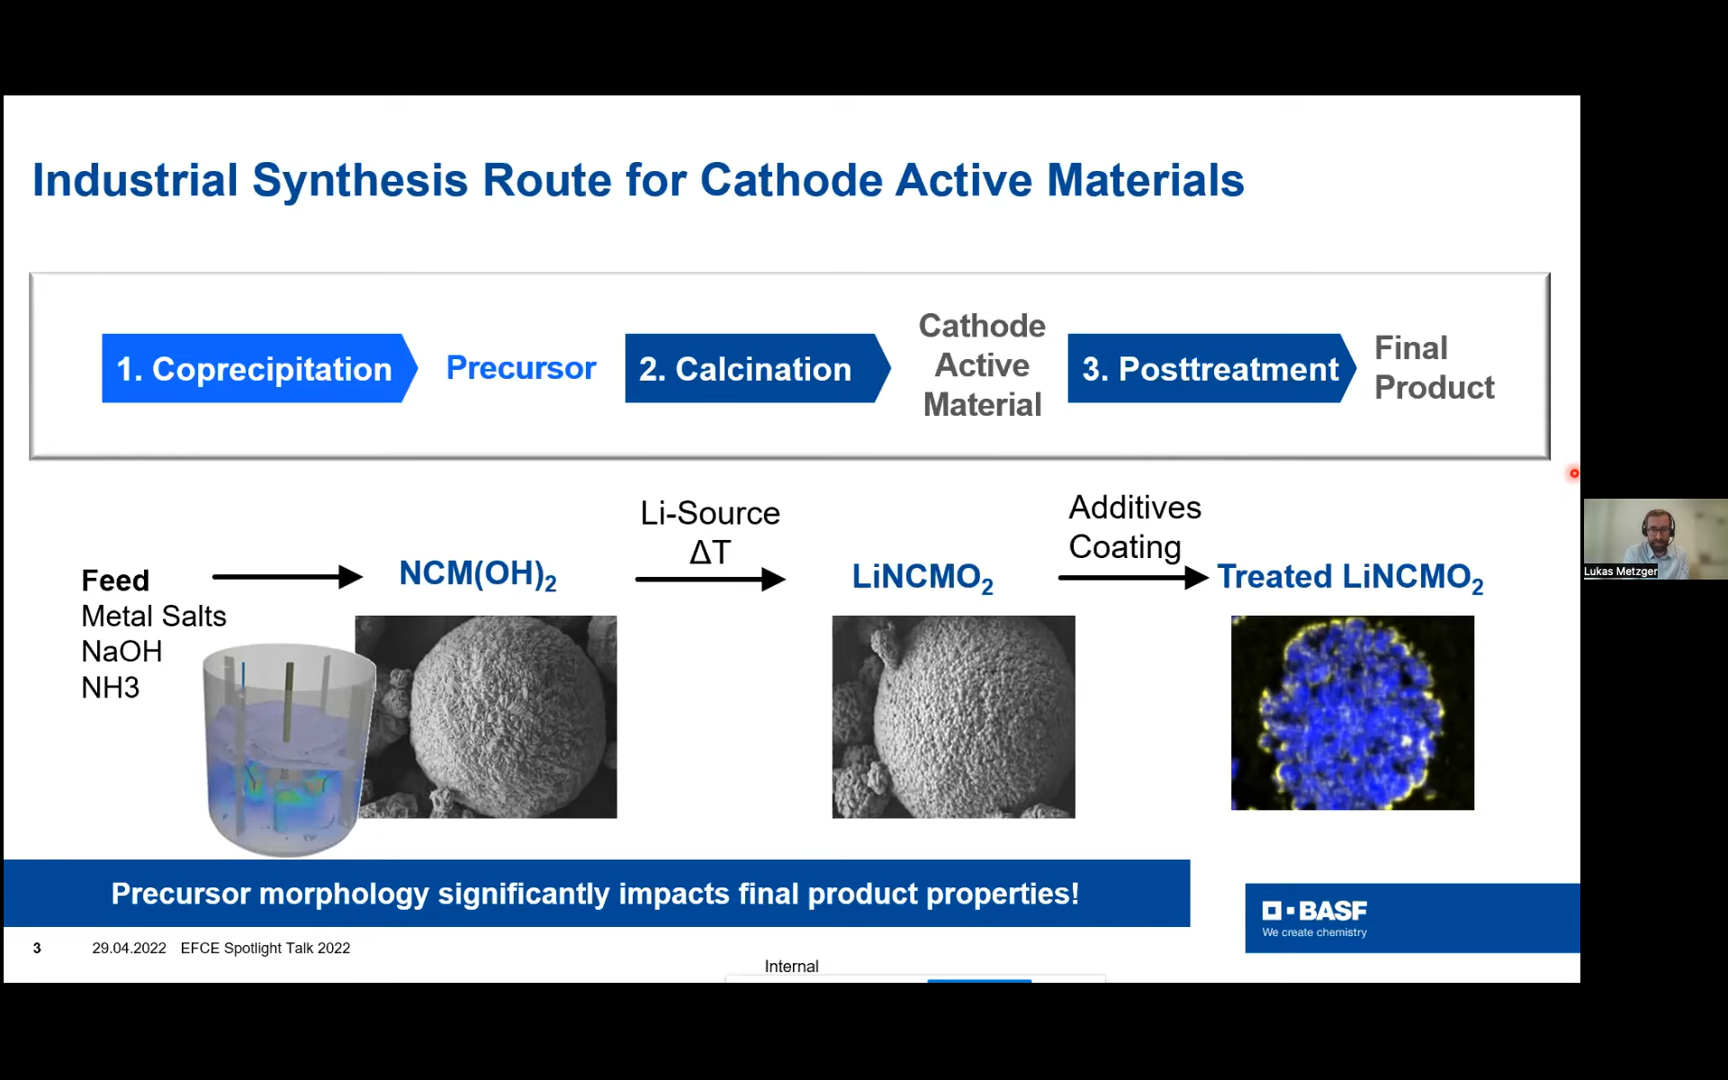 Industrial Synthesis Route for Cathode Active Materials
1. Coprecipitation
Precursor
2. Calcination
Cathode
Active
Material
3. Posttreatment
Final
Product
Feed
Metal Salts
NaOH
NH3
NCM(OH)₂
Li-Source
ΔT
LiNCMO₂
Additives
Coating
Treated LiNCMO₂
Precursor morphology significantly impacts final product properties!
BASF
We create chemistry
3
29.04.2022
EFCE Spotlight Talk 2022
Internal
Lukas Metzger